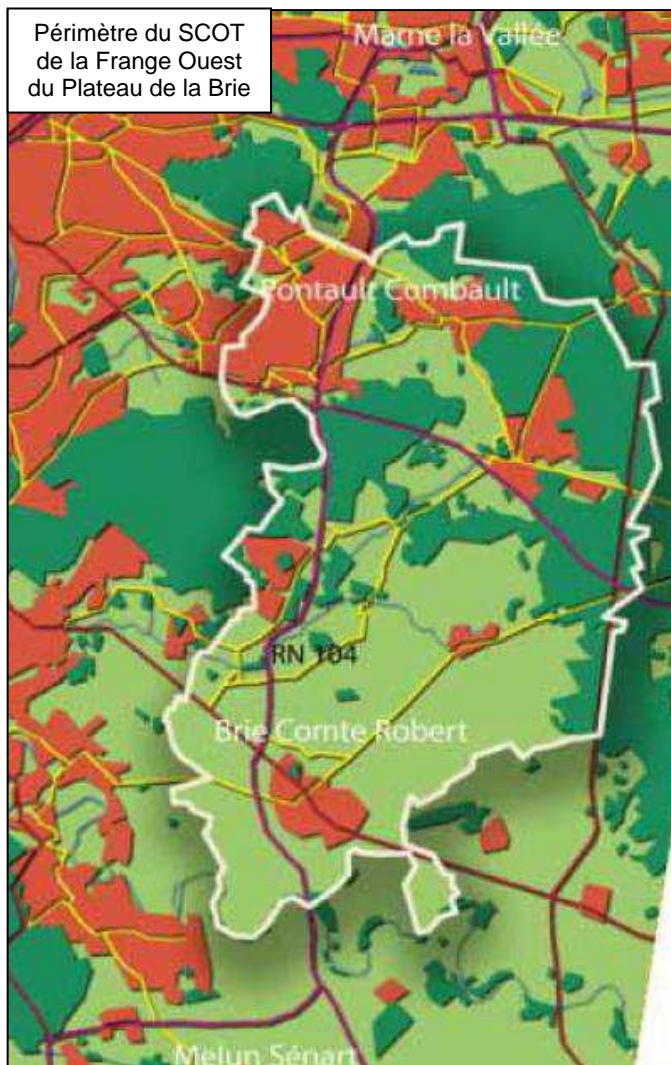 Périmètre du SCOT
de la Frange Ouest
du Plateau de la Brie
Marne la Vallée
Pontault Combault
RN 104
Brie Comte Robert
Melun Sénart